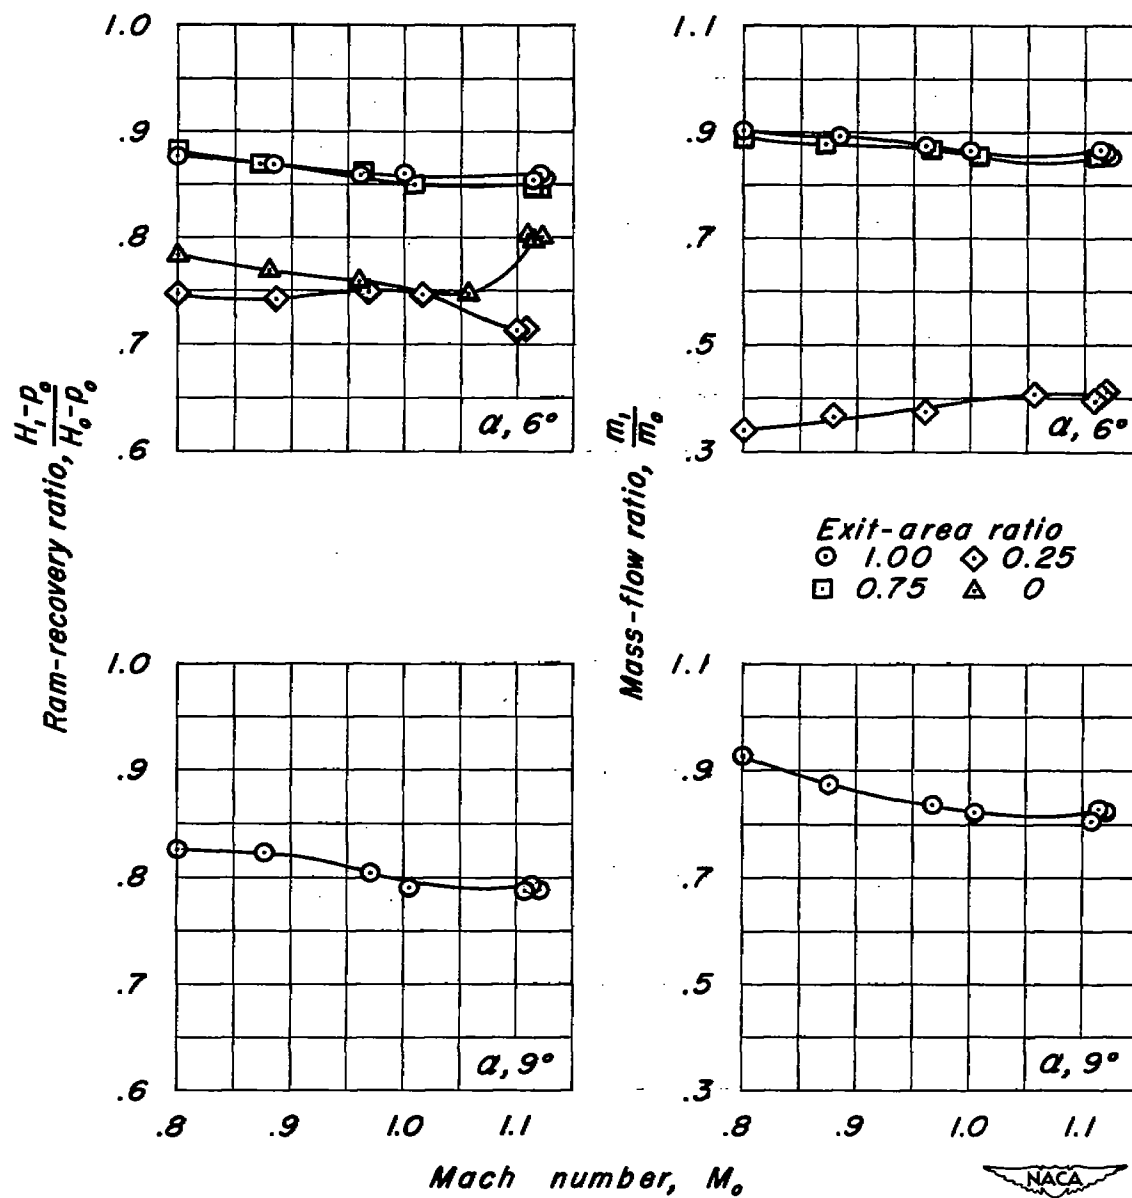 1.0
.9
.8
.7
.6
α, 6°
Ram-recovery ratio, H₁-p₀/H₀-p₀
1.1
.9
.7
.5
.3
α, 6°
Mass-flow ratio, m₁/m₀
Exit-area ratio
1.00 0.25
0.75 0
1.0
.9
.8
.7
.6
α, 9°
.8 .9 1.0 1.1
1.1
.9
.7
.5
.3
α, 9°
.8 .9 1.0 1.1
Mach number, M₀
NACA